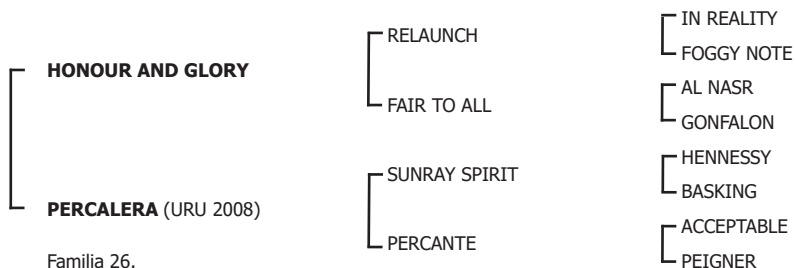 IN REALITY
RELAUNCH
FOGGY NOTE
HONOUR AND GLORY
AL NASR
FAIR TO ALL
GONFALON
HENNESSY
SUNRAY SPIRIT
BASKING
PERCALERA (URU 2008)
ACCEPTABLE
PERCANTE
PEIGNER
Familia 26.